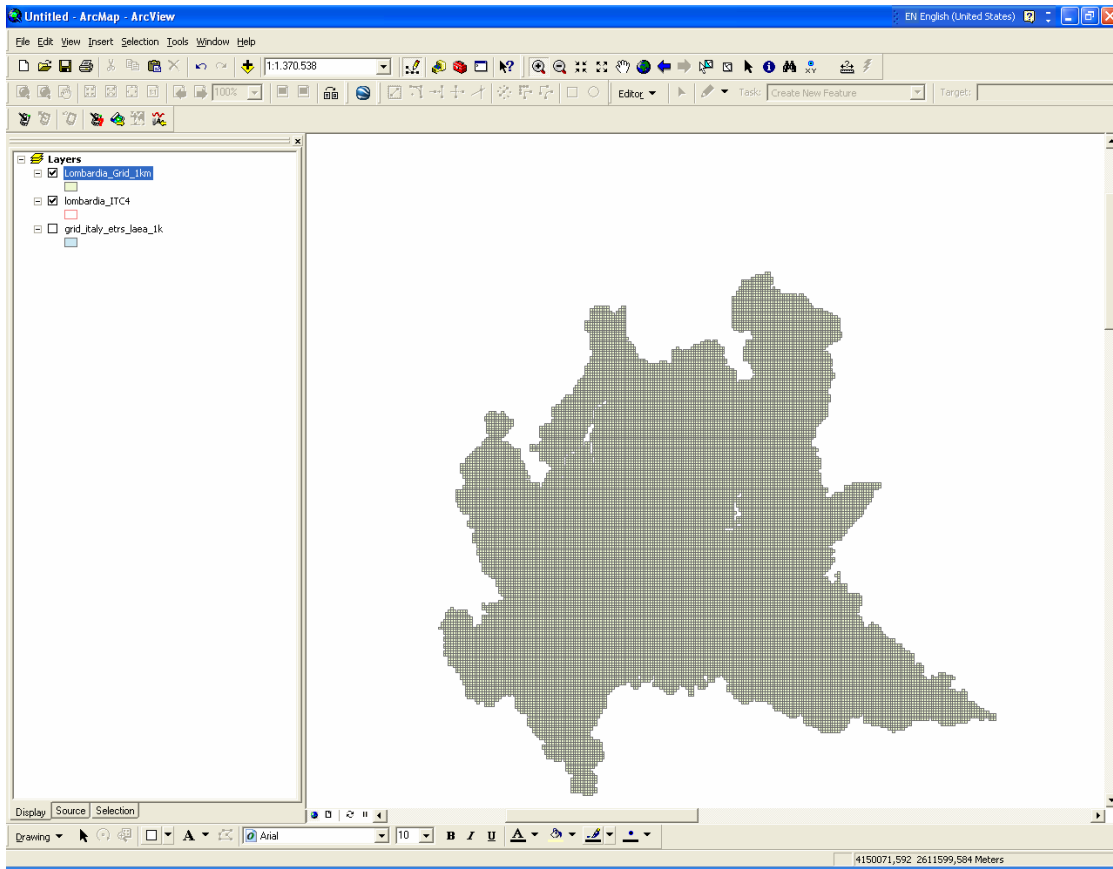 Untitled - ArcMap - ArcView
EN English (United States)
File Edit View Insert Selection Tools Window Help
1:1.370.538
100%
Editor
Task: Create New Feature
Target:
Layers
Lombardia_Grid_1km
lombardia_ITC4
grid_italy_etrs_laea_1k
Display Source Selection
Drawing A Arial 10 B I U A
4150071,592 2611599,584 Meters